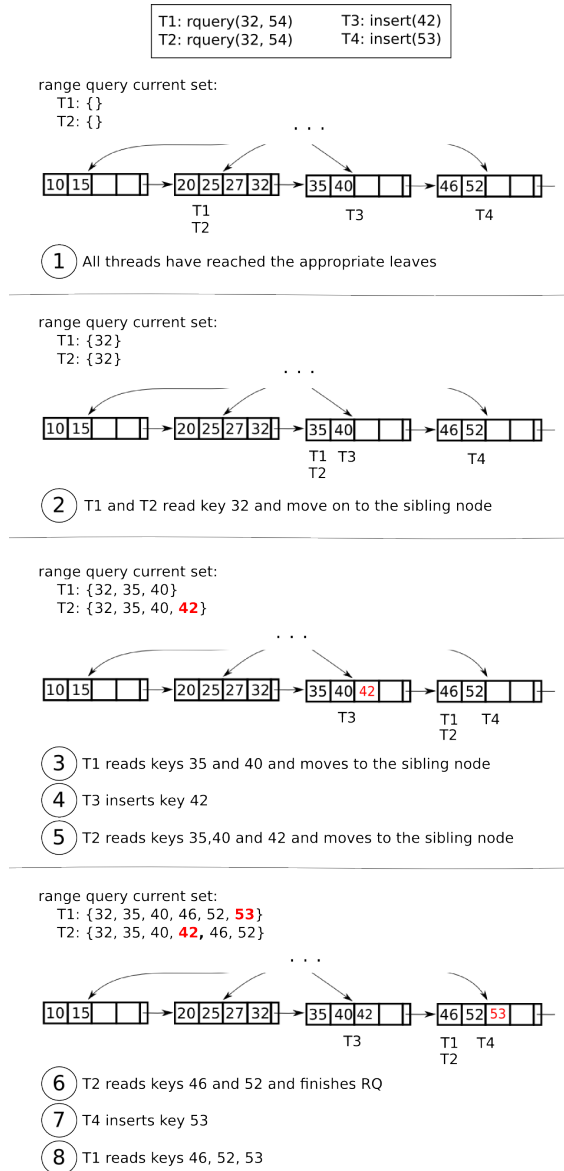 T1: rquery(32, 54) T3: insert(42)
T2: rquery(32, 54) T4: insert(53)
range query current set:
T1: {}
T2: {}
. . .
10 15 20 25 27 32 35 40 46 52
T1 T3 T4
T2
1 All threads have reached the appropriate leaves
range query current set:
T1: {32}
T2: {32}
. . .
10 15 20 25 27 32 35 40 46 52
T1 T3 T4
T2
2 T1 and T2 read key 32 and move on to the sibling node
range query current set:
T1: {32, 35, 40}
T2: {32, 35, 40, 42}
. . .
10 15 20 25 27 32 35 40 42 46 52
T3 T1 T4
T2
3 T1 reads keys 35 and 40 and moves to the sibling node
4 T3 inserts key 42
5 T2 reads keys 35,40 and 42 and moves to the sibling node
range query current set:
T1: {32, 35, 40, 46, 52, 53}
T2: {32, 35, 40, 42, 46, 52}
. . .
10 15 20 25 27 32 35 40 42 46 52 53
T3 T1 T4
T2
6 T2 reads keys 46 and 52 and finishes RQ
7 T4 inserts key 53
8 T1 reads keys 46, 52, 53